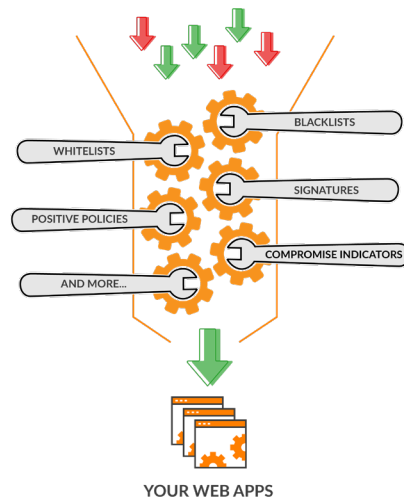 BLACKLISTS
WHITELISTS
SIGNATURES
POSITIVE POLICIES
COMPROMISE INDICATORS
AND MORE...
YOUR WEB APPS